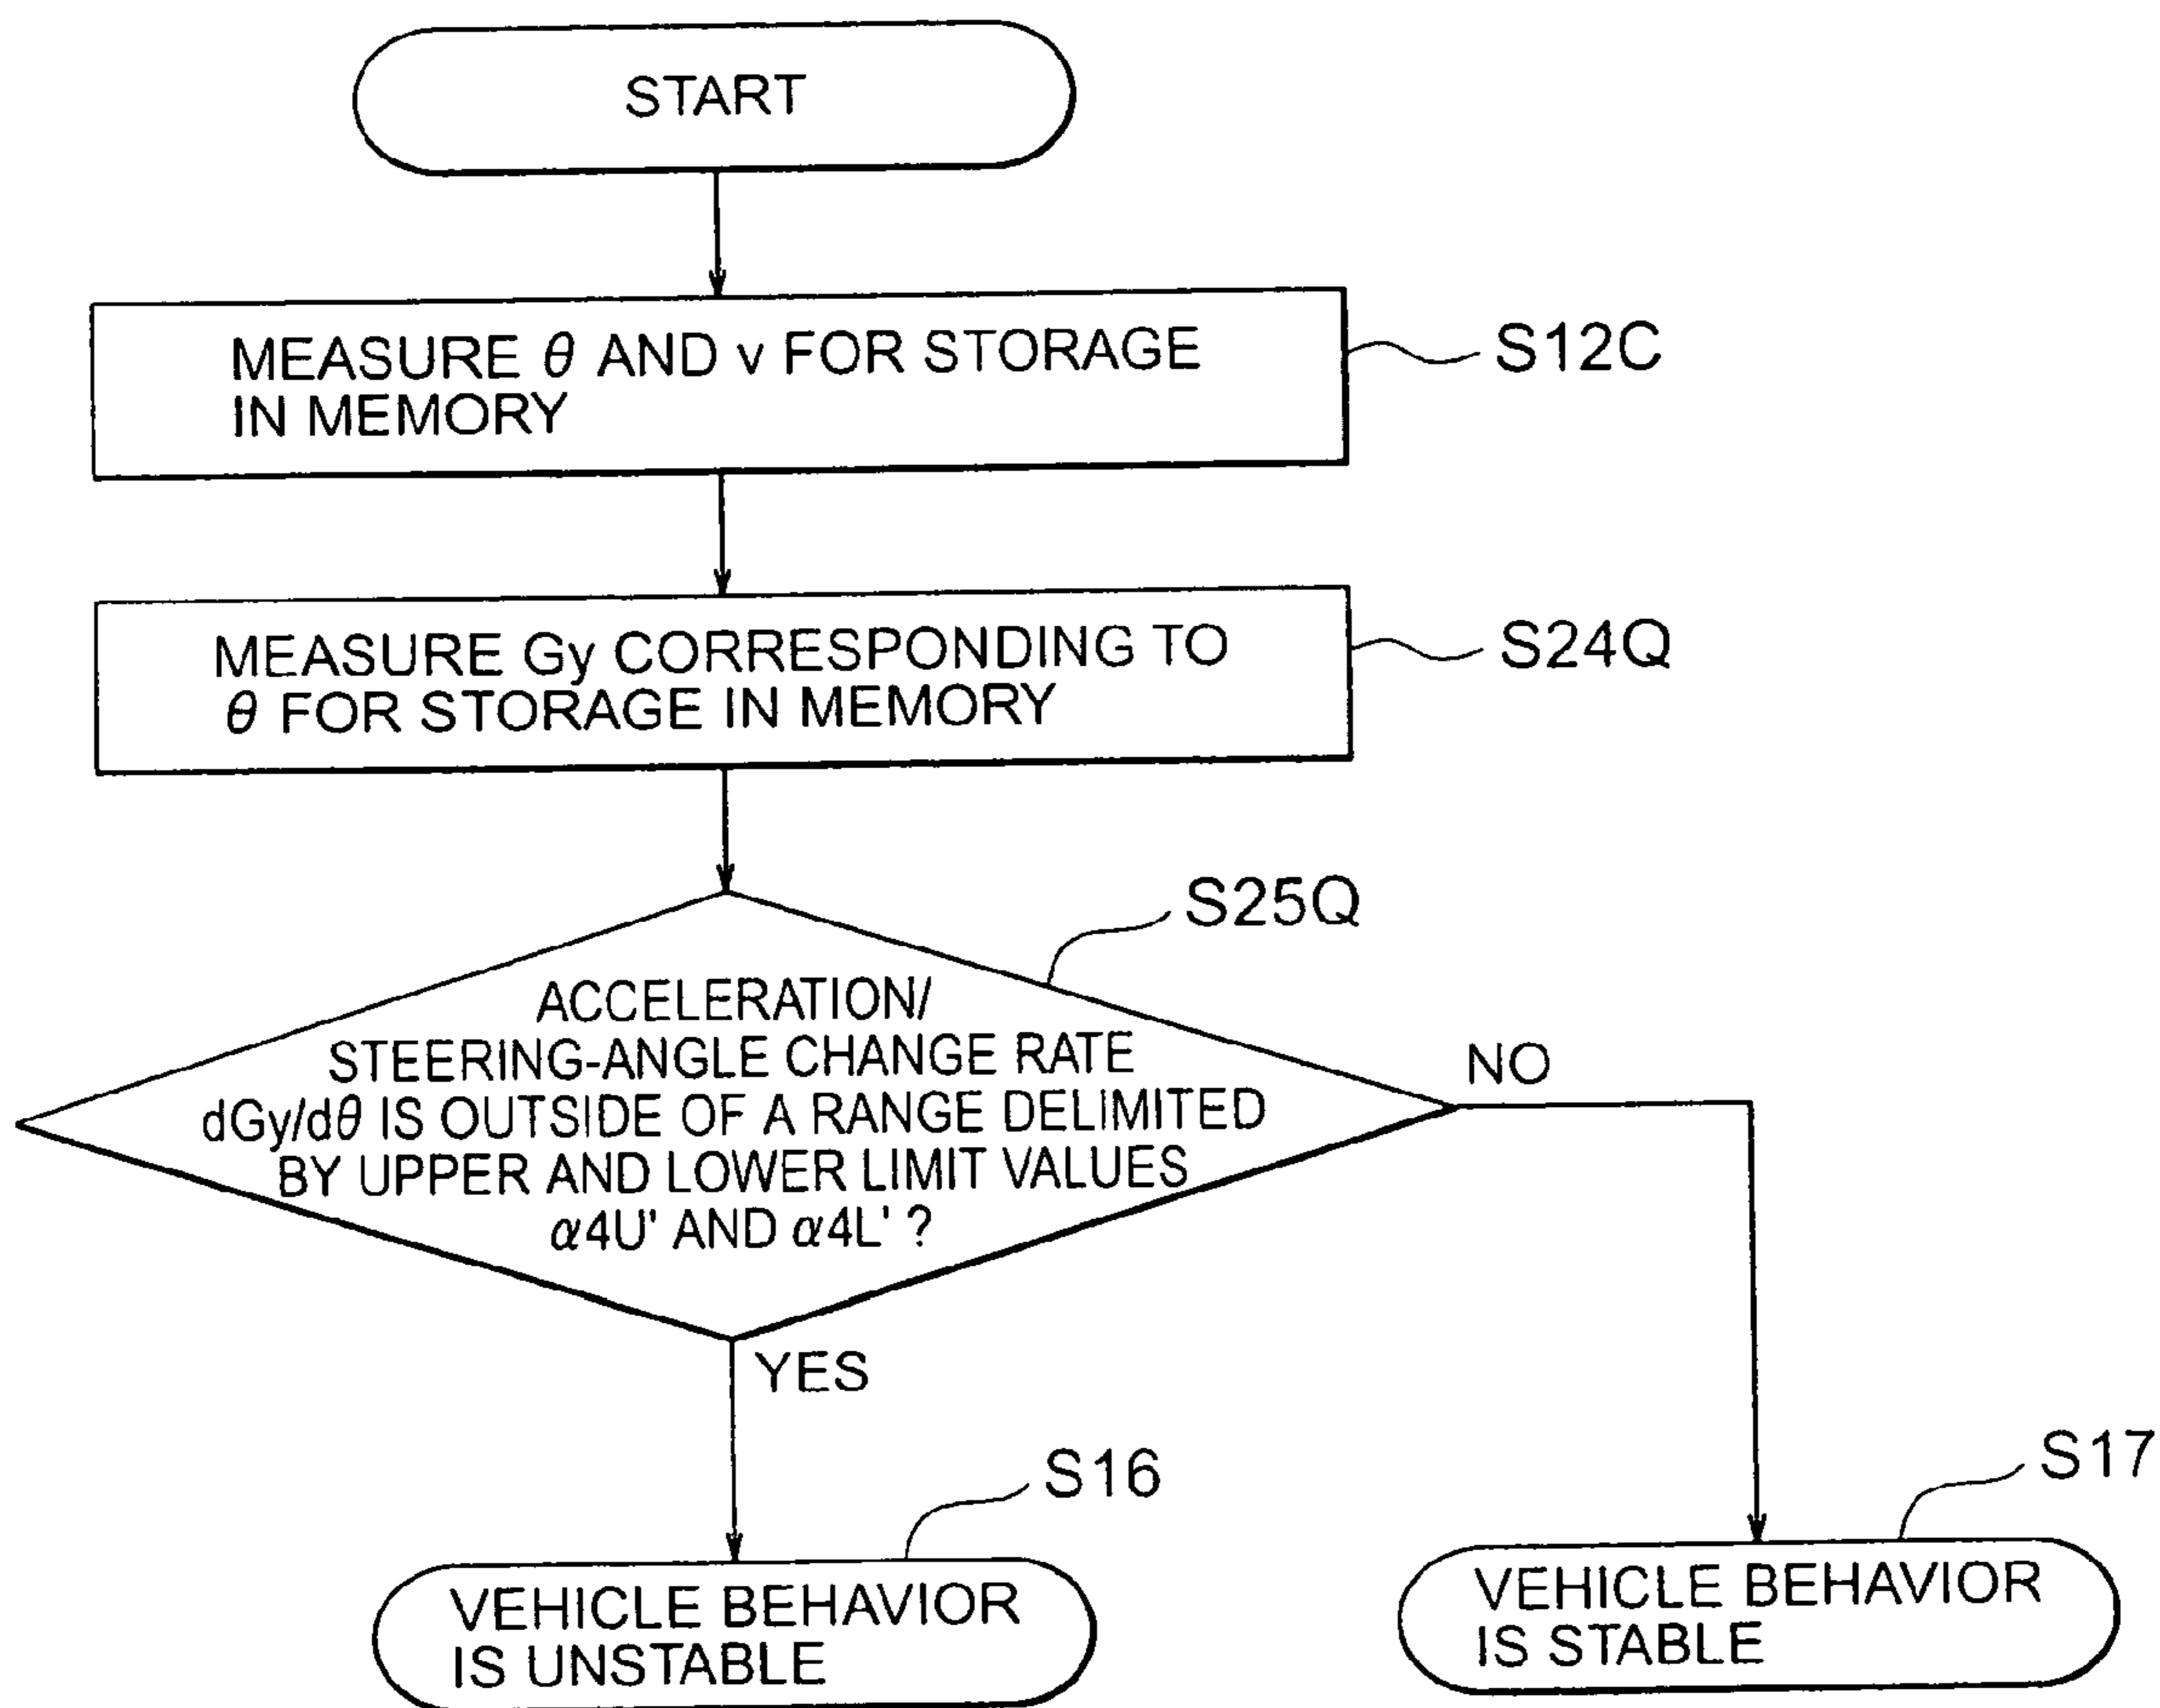 START
MEASURE θ AND v FOR STORAGE
IN MEMORY
S12C
MEASURE Gy CORRESPONDING TO
θ FOR STORAGE IN MEMORY
S24Q
S25Q
ACCELERATION/
STEERING-ANGLE CHANGE RATE
dGy/dθ IS OUTSIDE OF A RANGE DELIMITED
BY UPPER AND LOWER LIMIT VALUES
α4U' AND α4L' ?
NO
YES
S16
VEHICLE BEHAVIOR
IS UNSTABLE
S17
VEHICLE BEHAVIOR
IS STABLE